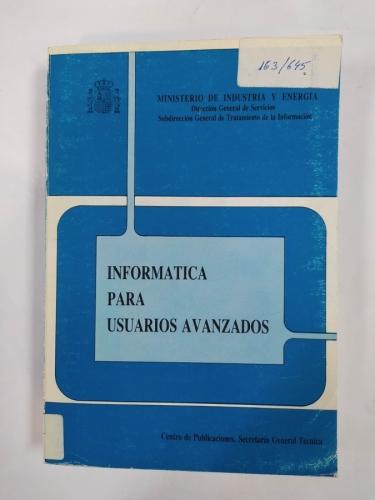 163/645
MINISTERIO DE INDUSTRIA Y ENERGIA
Dirección General de Servicios
Subdirección General de Tratamiento de la Información
INFORMATICA
PARA
USUARIOS AVANZADOS
Centro de Publicaciones. Secretaría General Técnica